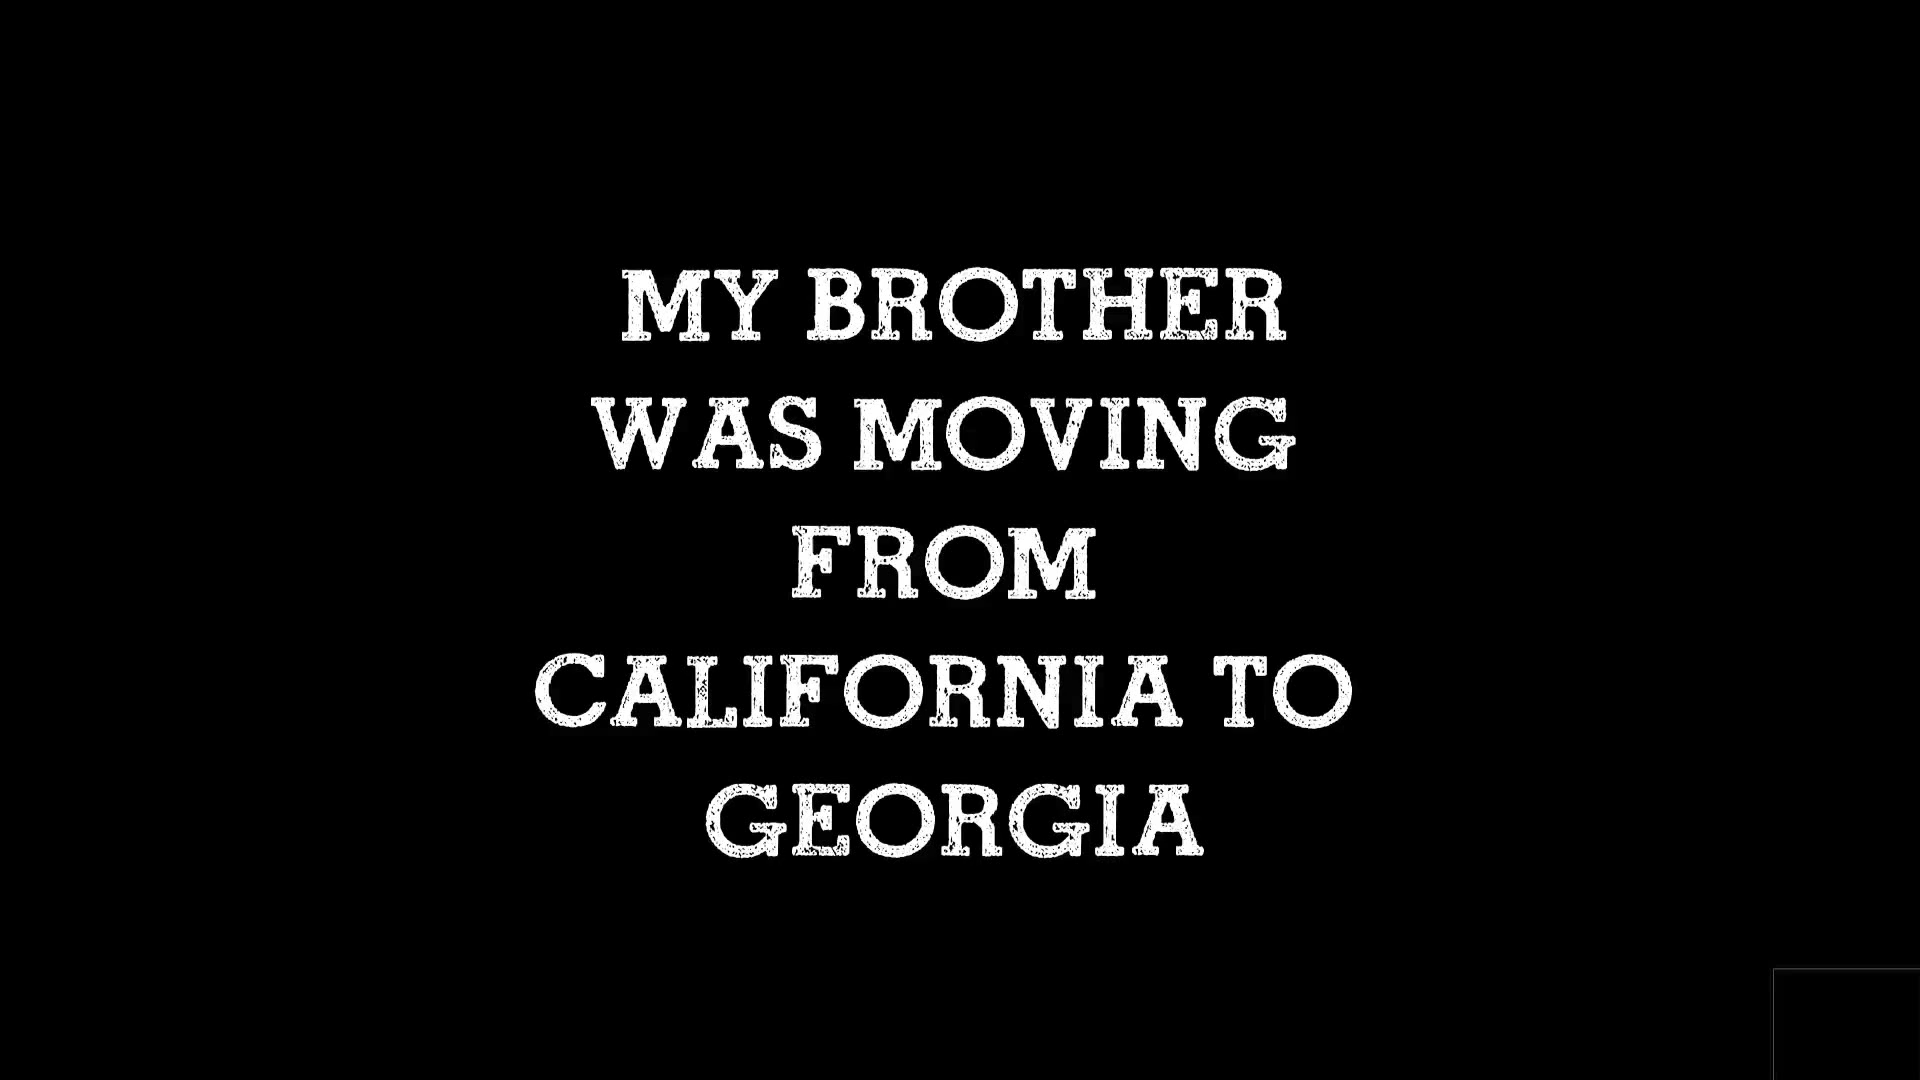 MY BROTHER
WAS MOVING
FROM
CALIFORNIA TO
GEORGIA